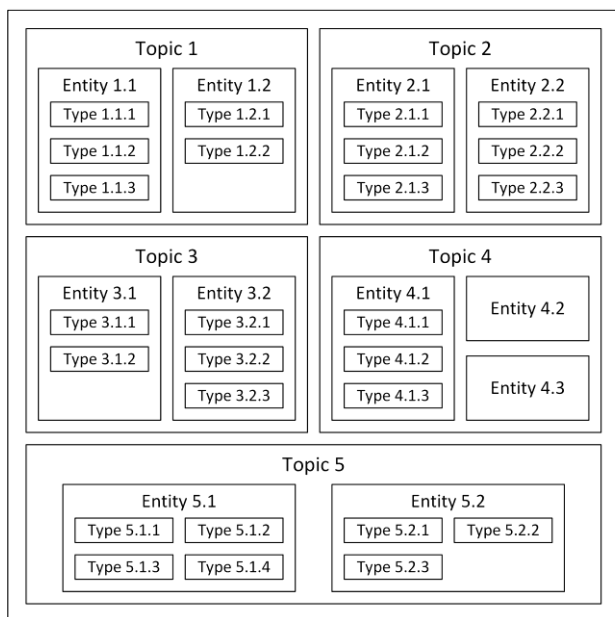 Topic 1
Entity 1.1
Type 1.1.1
Type 1.1.2
Type 1.1.3
Entity 1.2
Type 1.2.1
Type 1.2.2
Topic 2
Entity 2.1
Type 2.1.1
Type 2.1.2
Type 2.1.3
Entity 2.2
Type 2.2.1
Type 2.2.2
Type 2.2.3
Topic 3
Entity 3.1
Type 3.1.1
Type 3.1.2
Entity 3.2
Type 3.2.1
Type 3.2.2
Type 3.2.3
Topic 4
Entity 4.1
Type 4.1.1
Type 4.1.2
Type 4.1.3
Entity 4.2
Entity 4.3
Topic 5
Entity 5.1
Type 5.1.1
Type 5.1.2
Type 5.1.3
Type 5.1.4
Entity 5.2
Type 5.2.1
Type 5.2.2
Type 5.2.3